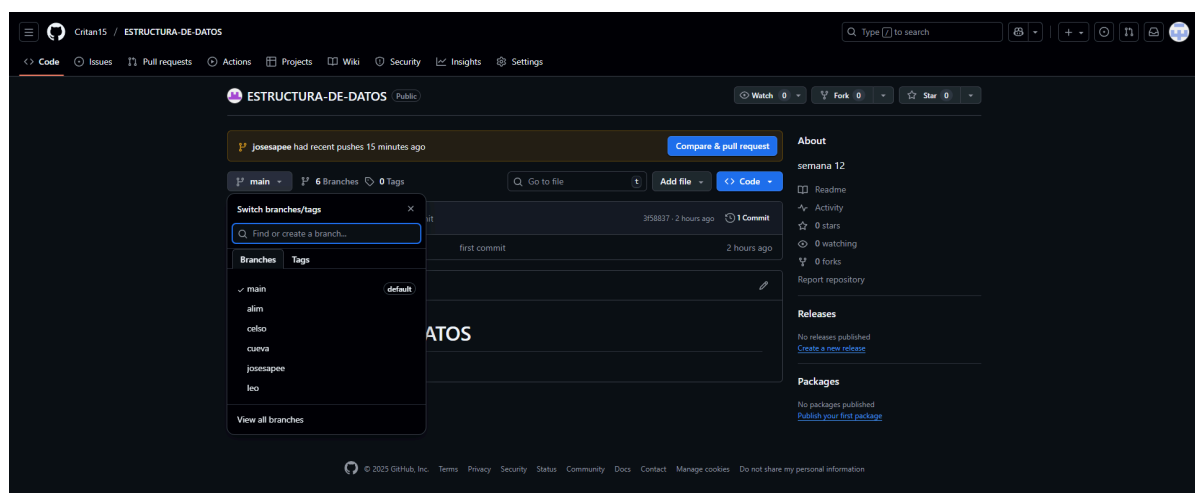 Critan15 / ESTRUCTURA-DE-DATOS
Type / to search
Code Issues Pull requests Actions Projects Wiki Security Insights Settings
ESTRUCTURA-DE-DATOS Public
Watch 0 Fork 0 Star 0
josesapee had recent pushes 15 minutes ago
Compare & pull request
main 6 Branches 0 Tags
Go to file t
Add file
Code
Switch branches/tags
Find or create a branch...
Branches Tags
main default
alim
celso
cueva
josesapee
leo
View all branches
3f58837 · 2 hours ago 1 Commit
first commit 2 hours ago
ATOS
About
semana 12
Readme
Activity
0 stars
0 watching
0 forks
Report repository
Releases
No releases published
Create a new release
Packages
No packages published
Publish your first package
© 2025 GitHub, Inc. Terms Privacy Security Status Community Docs Contact Manage cookies Do not share my personal information